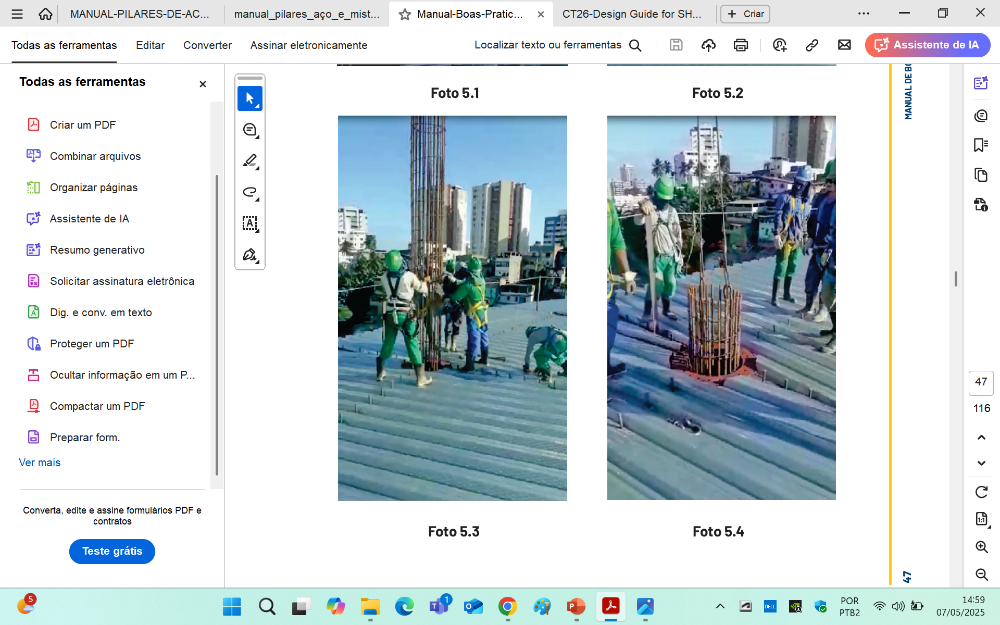 MANUAL-PILARES-DE-AC...
manual_pilares_aço_e_mist...
Manual-Boas-Pratic...
CT26-Design Guide for SH...
Criar
Todas as ferramentas
Editar
Converter
Assinar eletronicamente
Localizar texto ou ferramentas
Assistente de IA
Todas as ferramentas
Criar um PDF
Combinar arquivos
Organizar páginas
Assistente de IA
Resumo generativo
Solicitar assinatura eletrônica
Dig. e conv. em texto
Proteger um PDF
Ocultar informação em um P...
Compactar um PDF
Preparar form.
Ver mais
Converta, edite e assine formulários PDF e
contratos
Teste grátis
Foto 5.1
Foto 5.2
Foto 5.3
Foto 5.4
MANUAL DE
47
47
116
5
1
DELL
POR
PTB2
14:59
07/05/2025